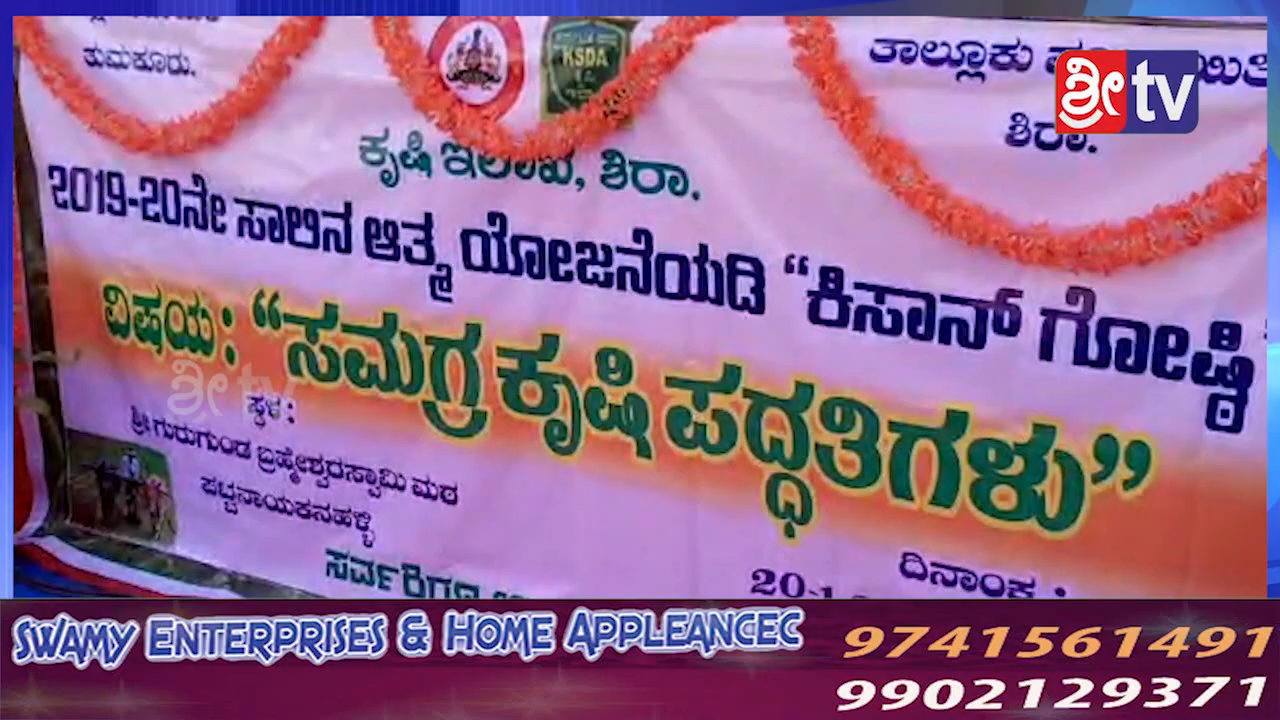 ತುಮಕೂರು.
KSDA
ತಾಲ್ಲೂಕು
ಶಿರಾ.
ಶ್ರೀ tv
ಕೃಷಿ ಇಲಾಖೆ, ಶಿರಾ.
2019-20ನೇ ಸಾಲಿನ ಆತ್ಮ ಯೋಜನೆಯಡಿ “ಕಿಸಾನ್ ಗೋಷ್ಠಿ
ವಿಷಯ: “ಸಮಗ್ರ ಕೃಷಿ ಪದ್ಧತಿಗಳು”
ಶ್ರೀ tv
ಸ್ಥಳ:
ಶ್ರೀ ಗುರುಗುಂಡ ಬ್ರಹ್ಮೇಶ್ವರಸ್ವಾಮಿ ಮಠ
ಪಟ್ಟನಾಯಕನಹಳ್ಳಿ
ದಿನಾಂಕ:
SWAMY ENTERPRISES & HOME APPLEANCEC
9741561491
9902129371